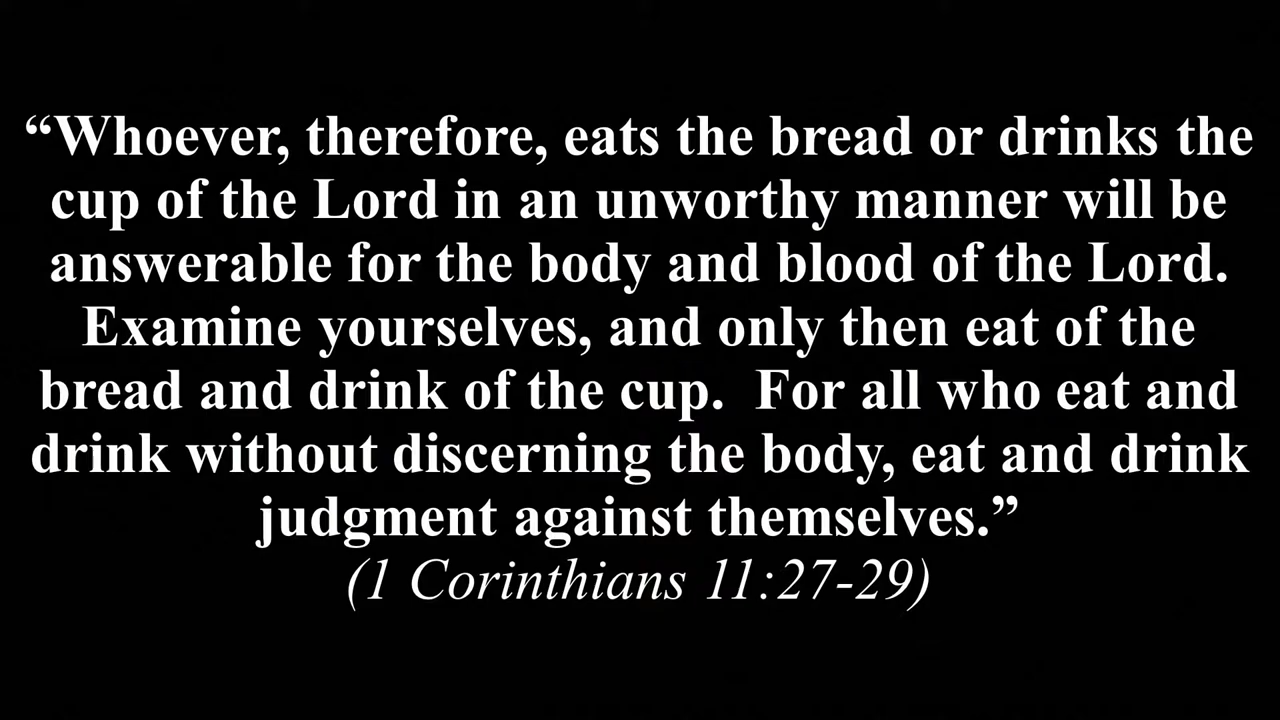 “Whoever, therefore, eats the bread or drinks the
cup of the Lord in an unworthy manner will be
answerable for the body and blood of the Lord.
Examine yourselves, and only then eat of the
bread and drink of the cup.  For all who eat and
drink without discerning the body, eat and drink
judgment against themselves.”
(1 Corinthians 11:27-29)